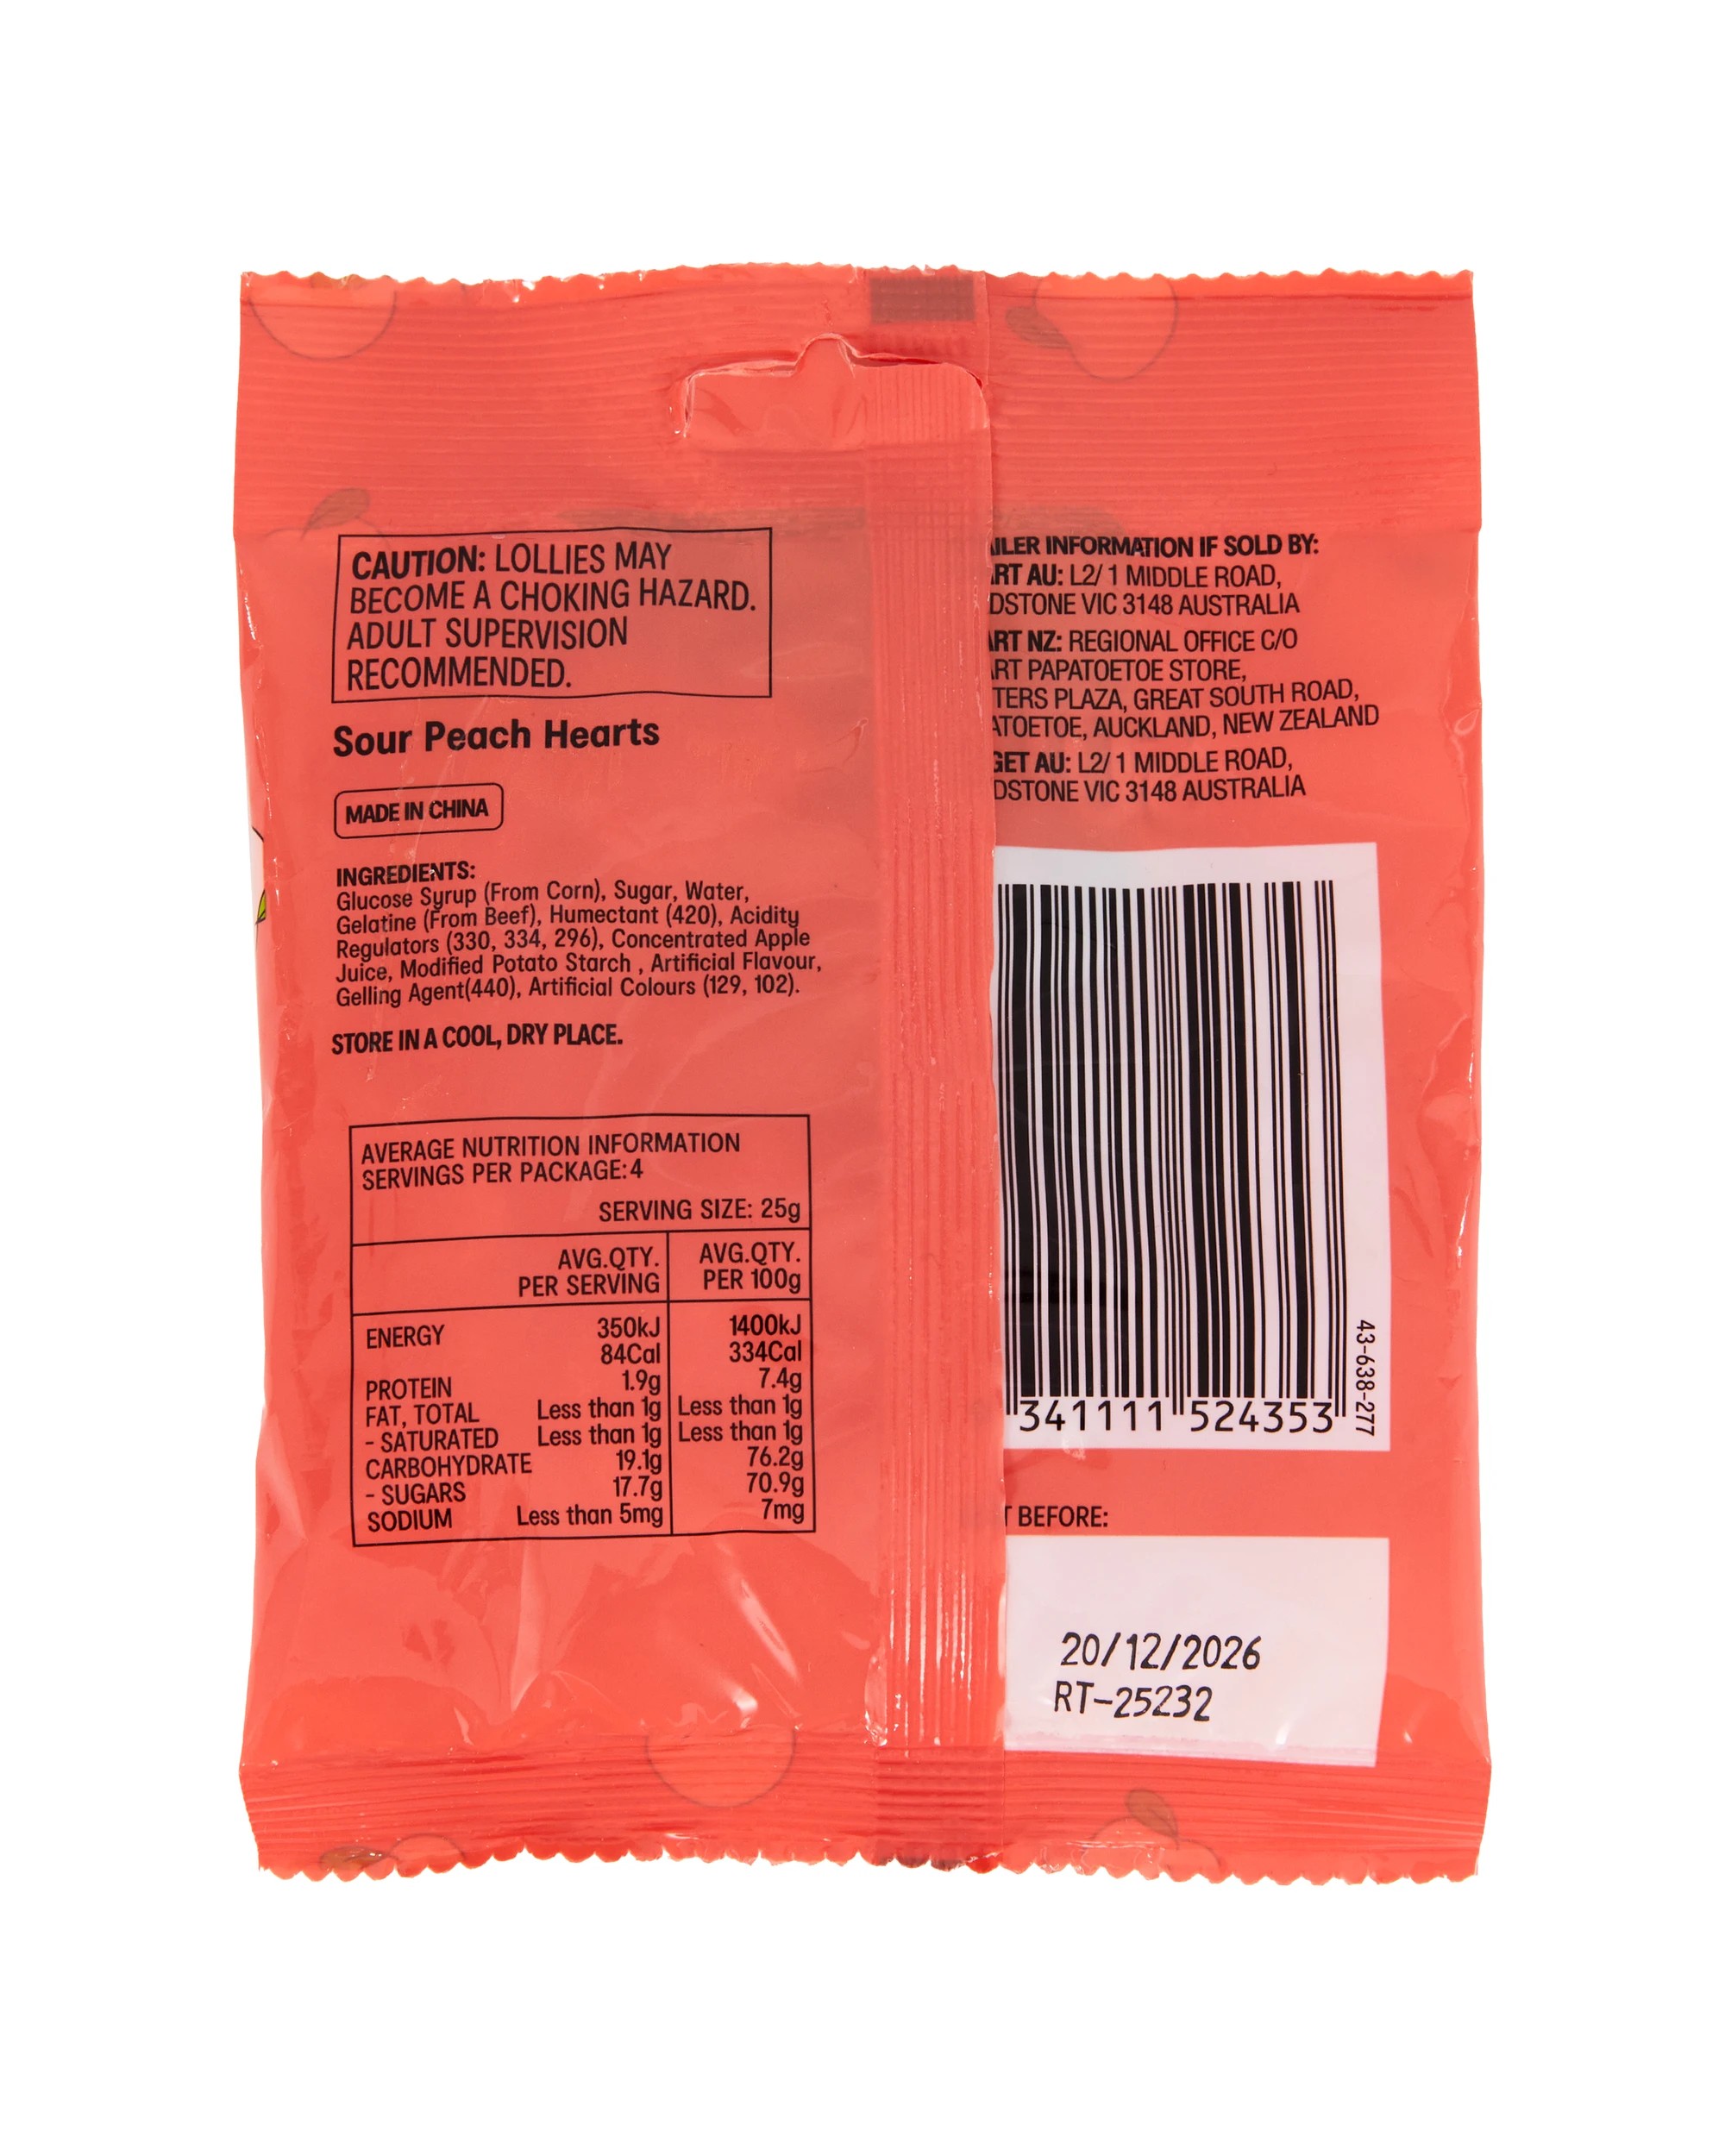 CAUTION: LOLLIES MAY
BECOME A CHOKING HAZARD.
ADULT SUPERVISION
RECOMMENDED.
Sour Peach Hearts
MADE IN CHINA
INGREDIENTS:
Glucose Syrup (From Corn), Sugar, Water,
Gelatine (From Beef), Humectant (420), Acidity
Regulators (330, 334, 296), Concentrated Apple
Juice, Modified Potato Starch , Artificial Flavour,
Gelling Agent(440), Artificial Colours (129, 102).
STORE IN A COOL, DRY PLACE.
AVERAGE NUTRITION INFORMATION
SERVINGS PER PACKAGE: 4
SERVING SIZE: 25g
AVG.QTY. AVG.QTY.
PER SERVING PER 100g
ENERGY 350kJ 1400kJ
84Cal 334Cal
PROTEIN 1.9g 7.4g
FAT, TOTAL Less than 1g Less than 1g
- SATURATED Less than 1g Less than 1g
CARBOHYDRATE 19.1g 76.2g
- SUGARS 17.7g 70.9g
SODIUM Less than 5mg 7mg
ILER INFORMATION IF SOLD BY:
RT AU: L2/ 1 MIDDLE ROAD,
DSTONE VIC 3148 AUSTRALIA
ART NZ: REGIONAL OFFICE C/O
RT PAPATOETOE STORE,
TERS PLAZA, GREAT SOUTH ROAD,
ATOETOE, AUCKLAND, NEW ZEALAND
GET AU: L2/ 1 MIDDLE ROAD,
DSTONE VIC 3148 AUSTRALIA
341111 524353
43-638-277
T BEFORE:
20/12/2026
RT-25232